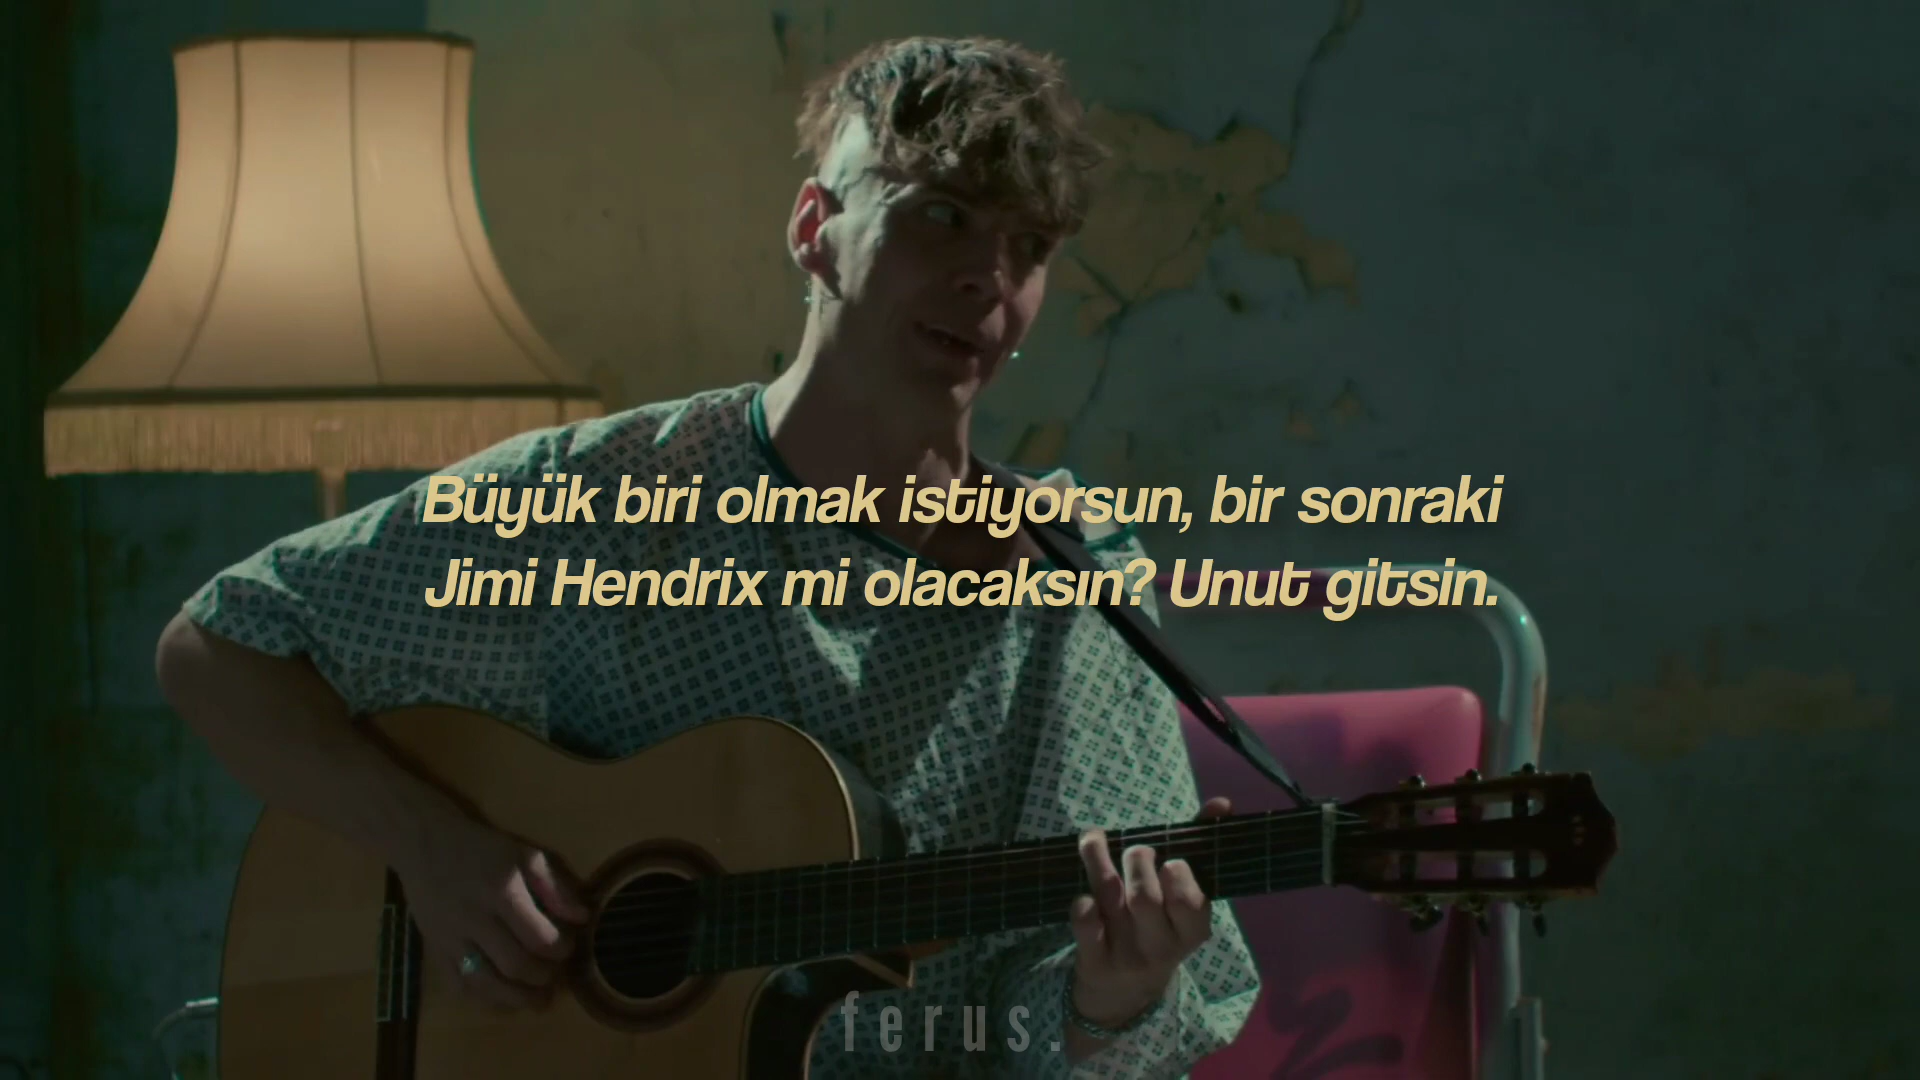 Büyük biri olmak istiyorsun, bir sonraki
Jimi Hendrix mi olacaksın? Unut gitsin.
ferus.